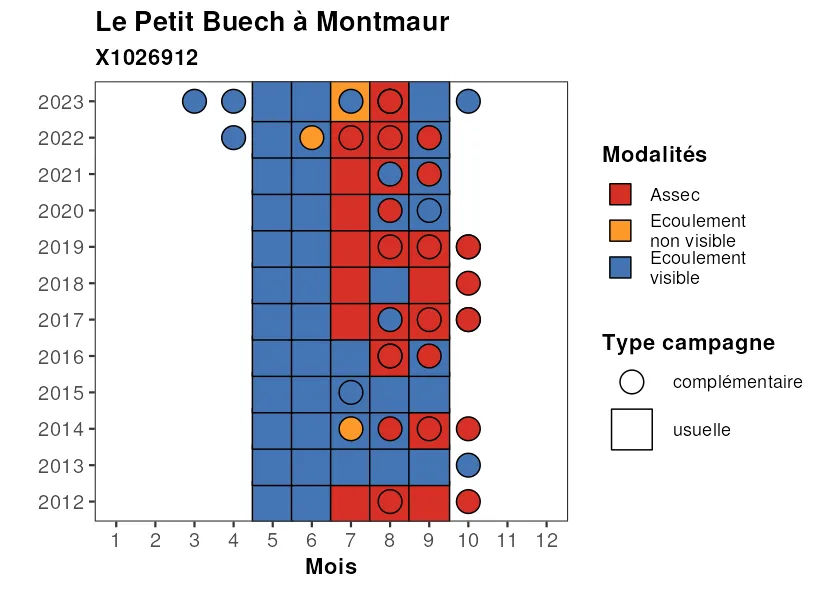 Le Petit Buech à Montmaur
X1026912
2023
2022
2021
2020
2019
2018
2017
2016
2015
2014
2013
2012
1 2 3 4 5 6 7 8 9 10 11 12
Mois
Modalités
Assec
Ecoulement
non visible
Ecoulement
visible
Type campagne
complémentaire
usuelle